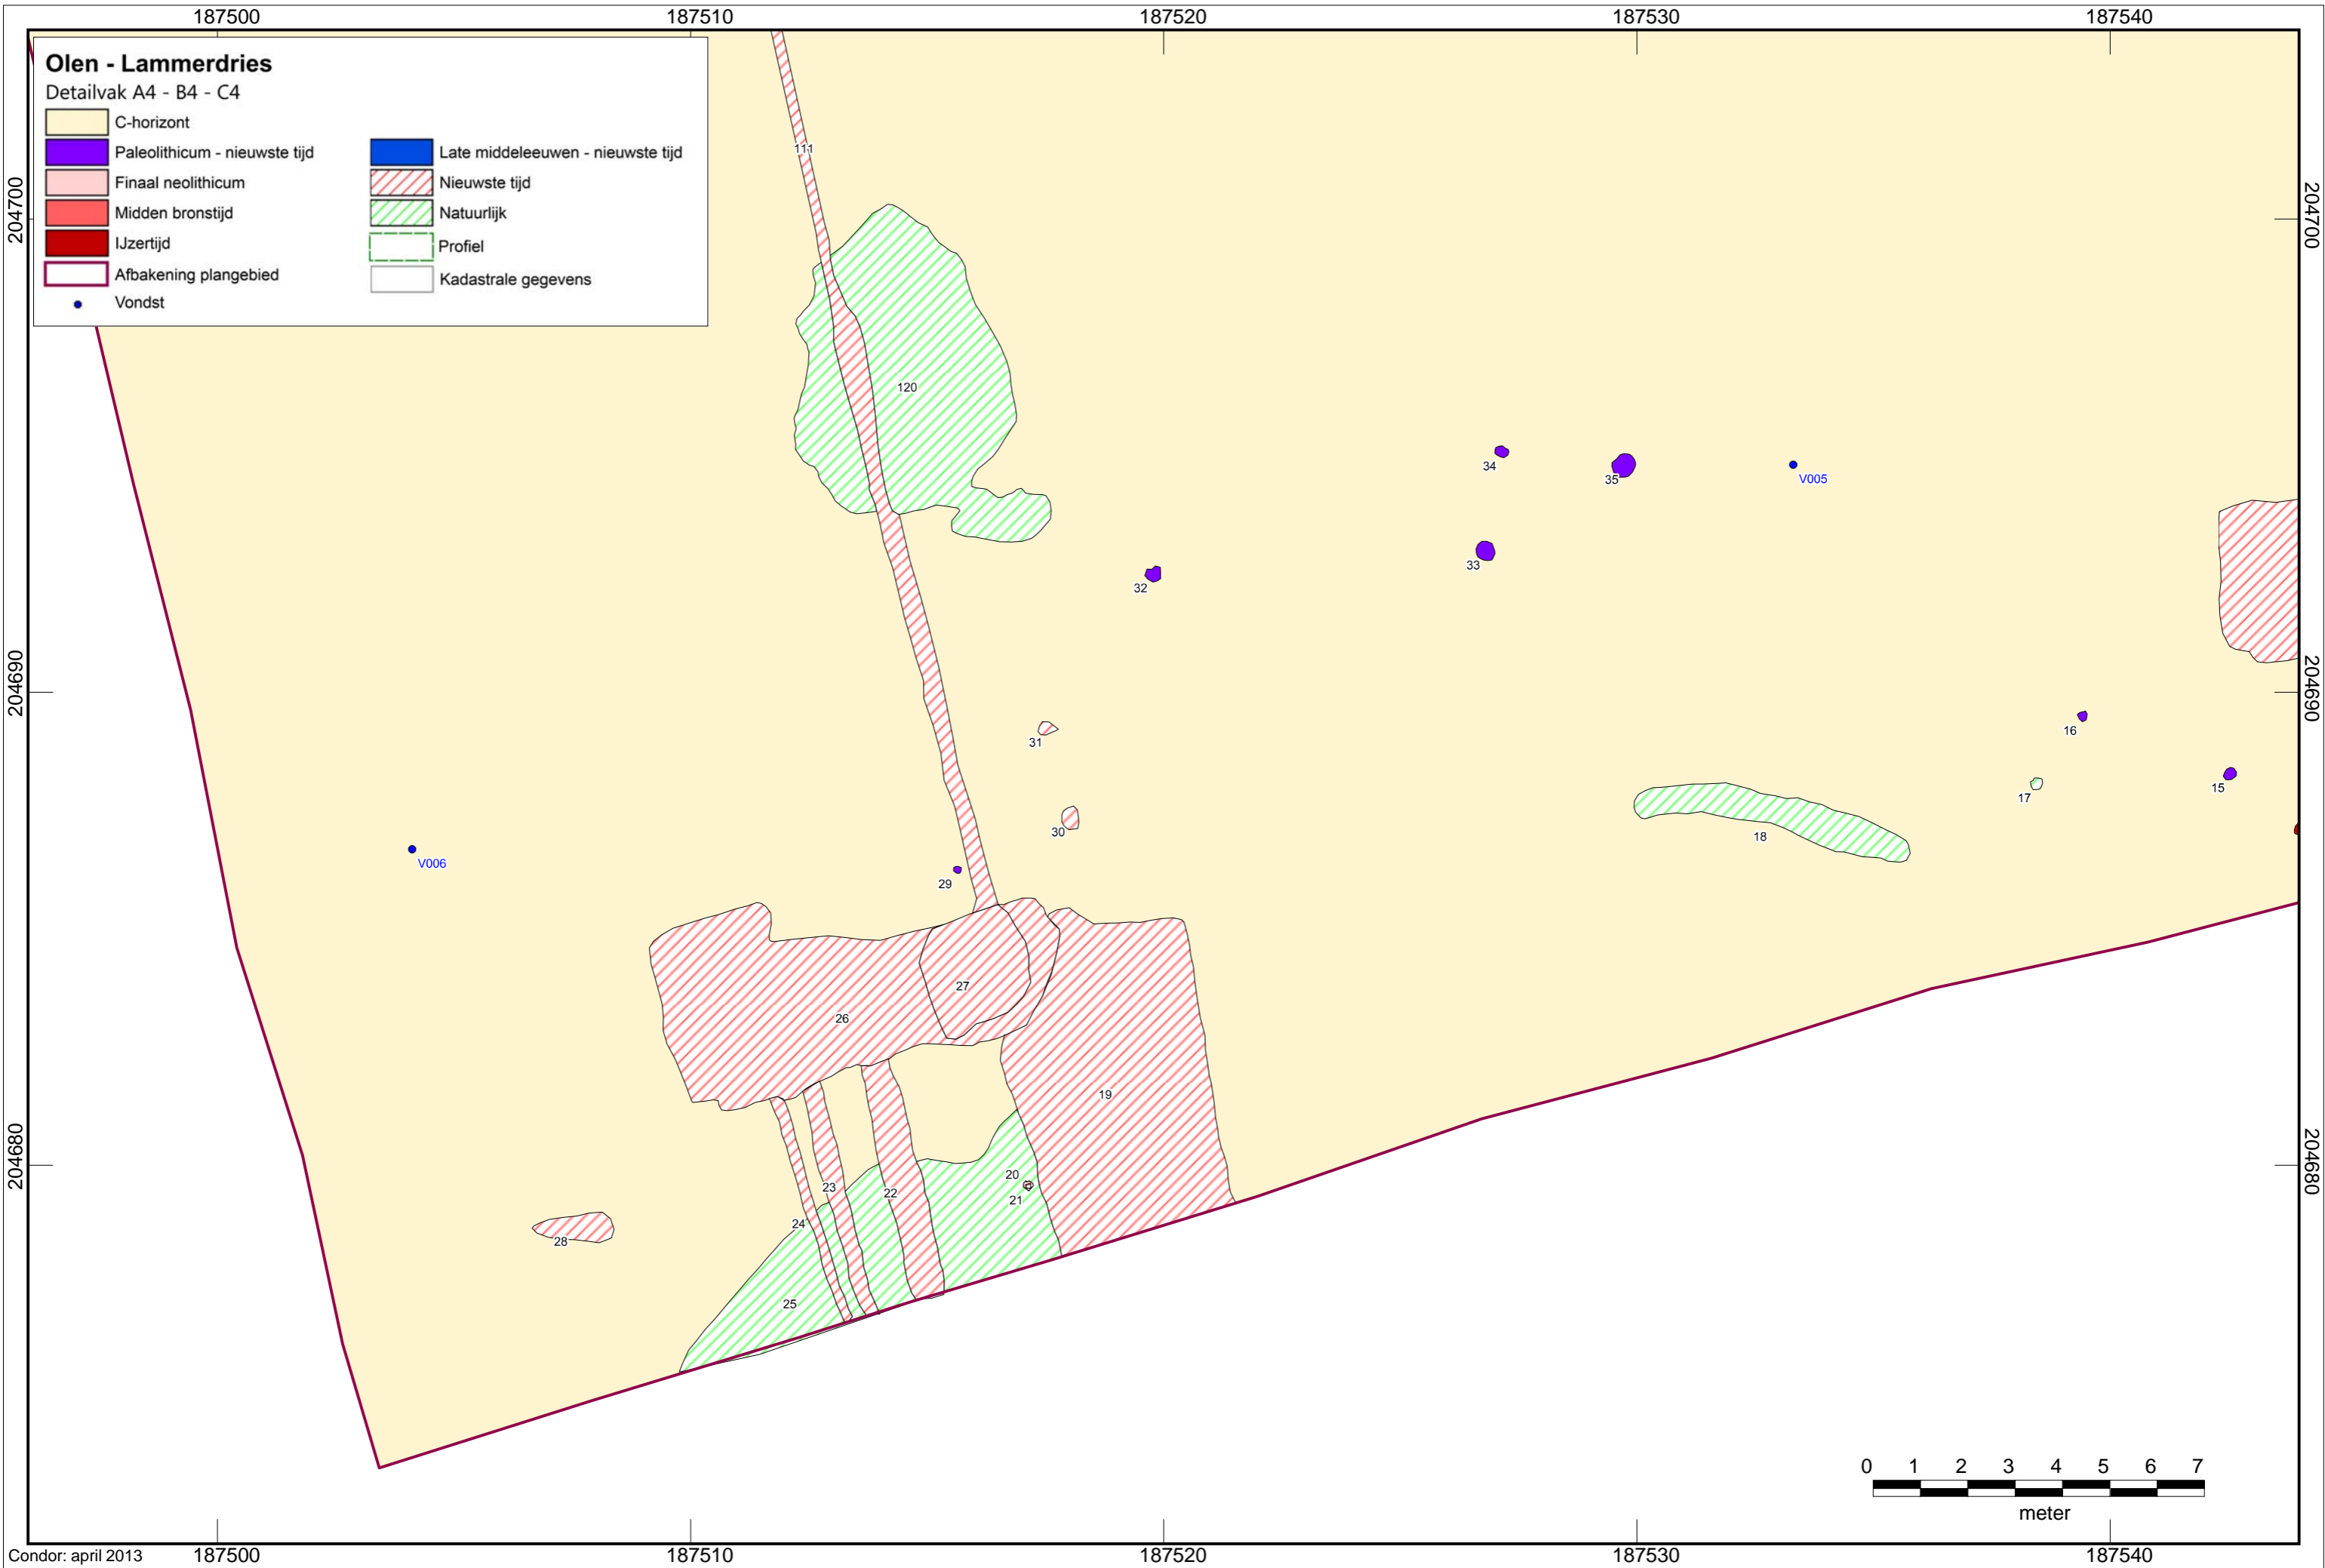 187500 187510 187520 187530 187540
Olen - Lammerdries
Detailvak A4 - B4 - C4
C-horizont
Paleolithicum - nieuwste tijd
Finaal neolithicum
Midden bronstijd
IJzertijd
Afbakening plangebied
Vondst
Late middeleeuwen - nieuwste tijd
Nieuwste tijd
Natuurlijk
Profiel
Kadastrale gegevens
111
204700 204700
120
34
35
V005
33
32
204690 204690
31
16
15
17
30
18
V006
29
27
26
19
204680 204680
20
23
22
21
24
28
25
0 1 2 3 4 5 6 7
meter
Condor: april 2013
187500 187510 187520 187530 187540